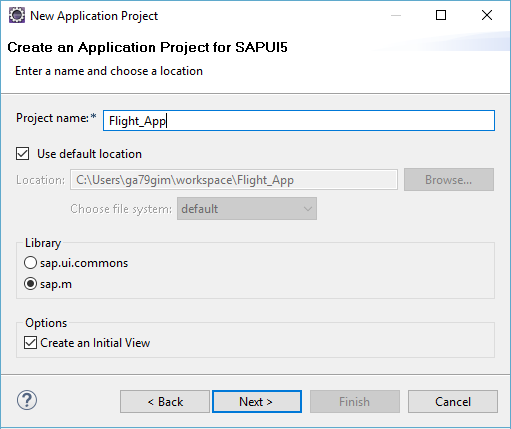 New Application Project
Create an Application Project for SAPUI5
Enter a name and choose a location
Project name:* Flight_App
Use default location
Location: C:\Users\ga79gim\workspace\Flight_App Browse...
Choose file system: default
Library
sap.ui.commons
sap.m
Options
Create an Initial View
? < Back Next > Finish Cancel